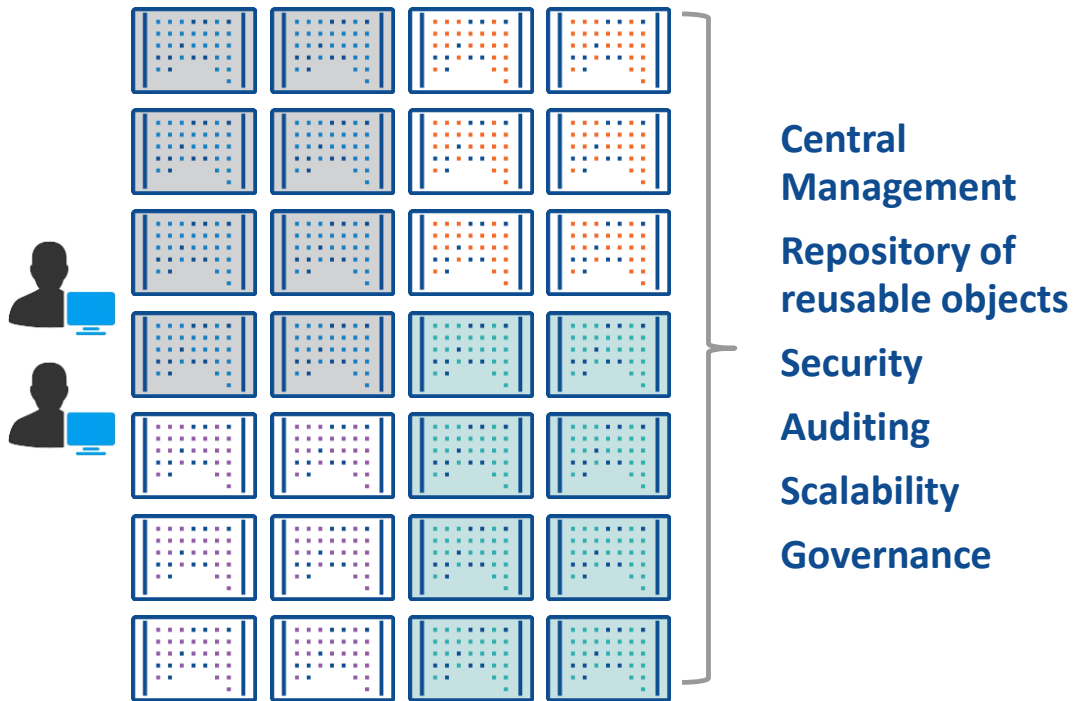 Central
Management
Repository of
reusable objects
Security
Auditing
Scalability
Governance